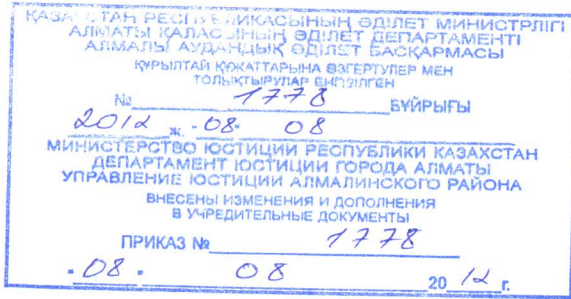 ҚАЗАҚСТАН РЕСПУБЛИКАСЫНЫҢ ӘДІЛЕТ МИНИСТРЛІГІ
АЛМАТЫ ҚАЛАСЫНЫҢ ӘДІЛЕТ ДЕПАРТАМЕНТІ
АЛМАЛЫ АУДАНДЫҚ ӘДІЛЕТ БАСҚАРМАСЫ
ҚҰРЫЛТАЙ ҚҰЖАТТАРЫНА ӨЗГЕРТУЛЕР МЕН
ТОЛЫҚТЫРУЛАР ЕНГІЗІЛГЕН
№ 1778 БҰЙРЫҒЫ
2012 ж. "08" 08
МИНИСТЕРСТВО ЮСТИЦИИ РЕСПУБЛИКИ КАЗАХСТАН
ДЕПАРТАМЕНТ ЮСТИЦИИ ГОРОДА АЛМАТЫ
УПРАВЛЕНИЕ ЮСТИЦИИ АЛМАЛИНСКОГО РАЙОНА
ВНЕСЕНЫ ИЗМЕНЕНИЯ И ДОПОЛНЕНИЯ
В УЧРЕДИТЕЛЬНЫЕ ДОКУМЕНТЫ
ПРИКАЗ № 1778
"08" 08 2012 г.